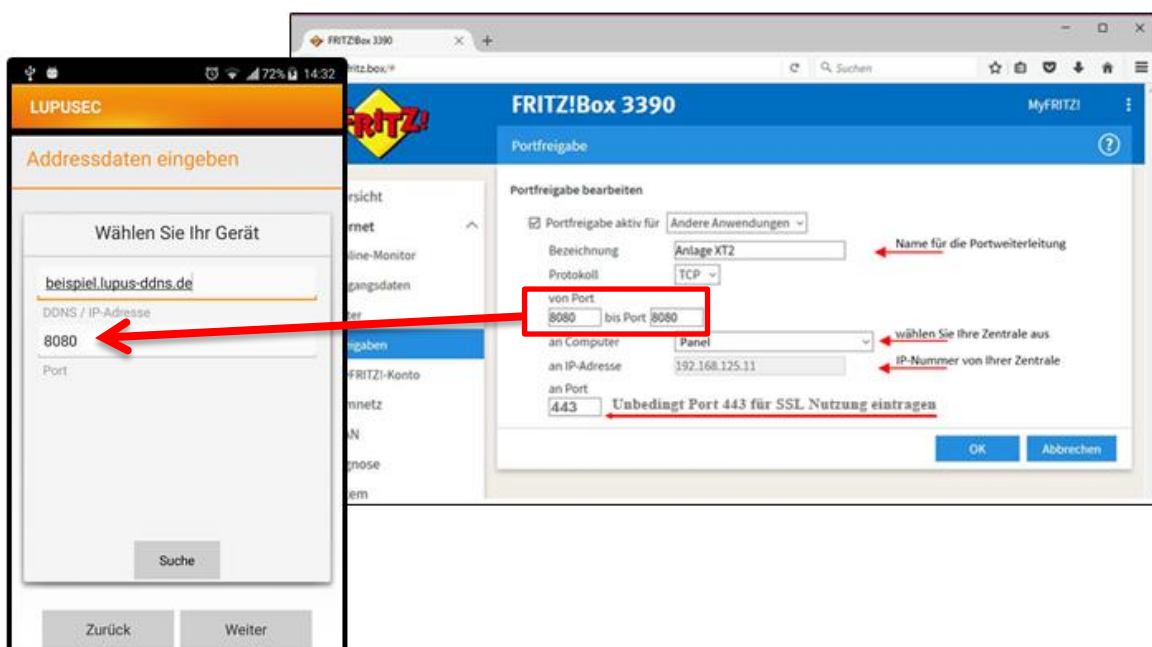 72% 14:32
LUPUSEC
Addressdaten eingeben
Wählen Sie Ihr Gerät
beispiel.lupus-ddns.de
DDNS / IP-Adresse
8080
Port
Suche
Zurück Weiter
FRITZ!Box 3390
ritz.box/#
Suchen
FRITZ!
FRITZ!Box 3390
MyFRITZ!
Portfreigabe
rsicht
rnet
line-Monitor
gangsdaten
ter
igaben
FRITZ!-Konto
mnetz
AN
gnose
em
Portfreigabe bearbeiten
Portfreigabe aktiv für Andere Anwendungen
Bezeichnung Anlage XT2
Name für die Portweiterleitung
Protokoll TCP
von Port
8080 bis Port 8080
an Computer Panel
wählen Sie Ihre Zentrale aus
an IP-Adresse 192.168.125.11
IP-Nummer von Ihrer Zentrale
an Port
443 Unbedingt Port 443 für SSL Nutzung eintragen
OK Abbrechen